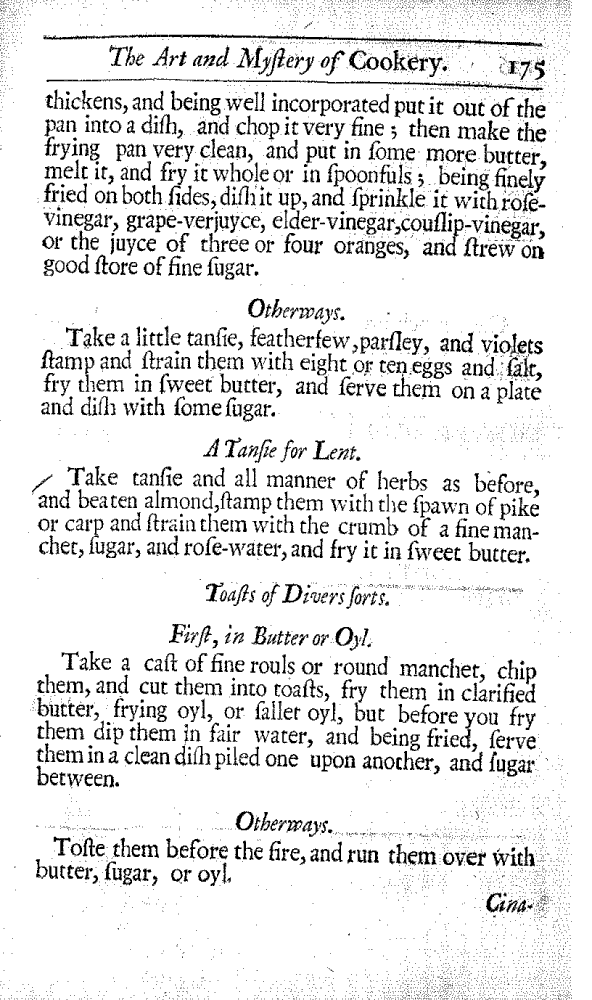 The Art and Myſtery of Cookery. 175
thickens, and being well incorporated put it out of the
pan into a diſh, and chop it very fine ; then make the
frying pan very clean, and put in ſome more butter,
melt it, and fry it whole or in ſpoonfuls ; being finely
fried on both ſides, diſh it up, and ſprinkle it with roſe-
vinegar, grape-verjuyce, elder-vinegar, couſlip-vinegar,
or the juyce of three or four oranges, and ſtrew on
good ſtore of fine ſugar.
Otherways.
Take a little tanſie, featherfew, parſley, and violets
ſtamp and ſtrain them with eight or ten eggs and ſalt,
fry them in ſweet butter, and ſerve them on a plate
and diſh with ſome ſugar.
A Tanſie for Lent.
Take tanſie and all manner of herbs as before,
and beaten almond, ſtamp them with the ſpawn of pike
or carp and ſtrain them with the crumb of a fine man-
chet, ſugar, and roſe-water, and fry it in ſweet butter.
Toaſts of Divers ſorts.
Firſt, in Butter or Oyl.
Take a caſt of fine rouls or round manchet, chip
them, and cut them into toaſts, fry them in clarified
butter, frying oyl, or ſallet oyl, but before you fry
them dip them in fair water, and being fried, ſerve
them in a clean diſh piled one upon another, and ſugar
between.
Otherways.
Toſte them before the fire, and run them over with
butter, ſugar, or oyl.
Cina-